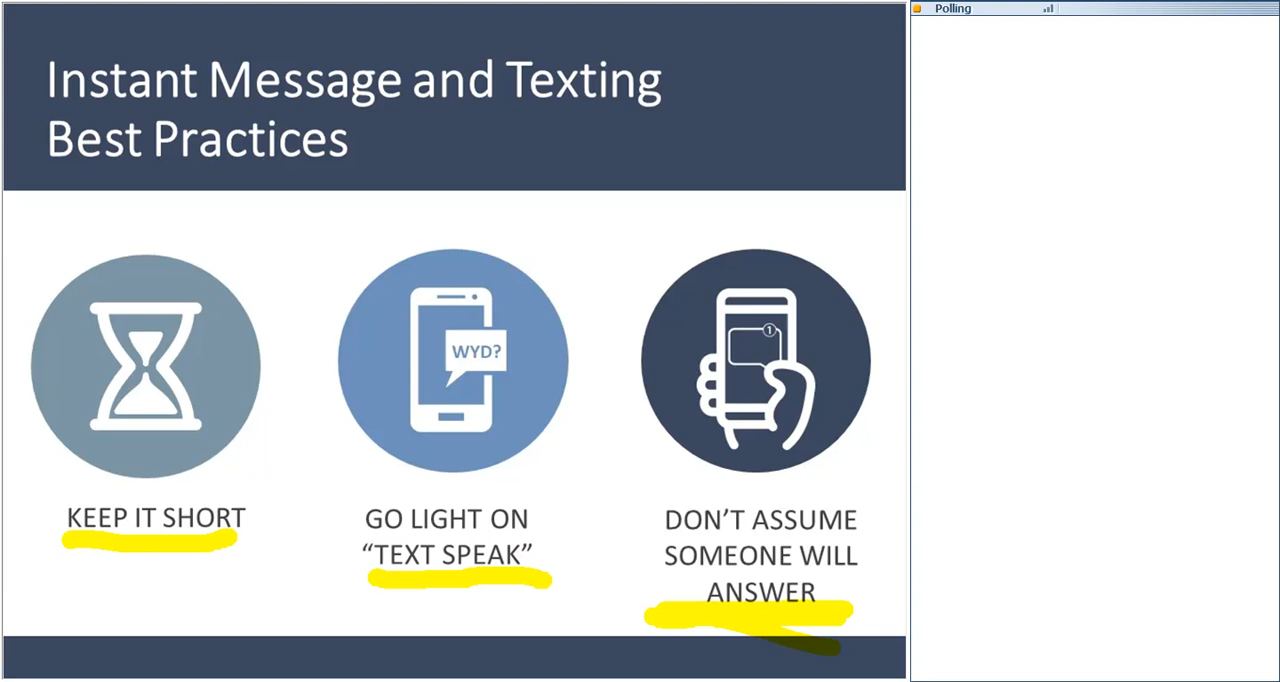 Polling
Instant Message and Texting
Best Practices
WYD?
1
KEEP IT SHORT
GO LIGHT ON
“TEXT SPEAK”
DON’T ASSUME
SOMEONE WILL
ANSWER